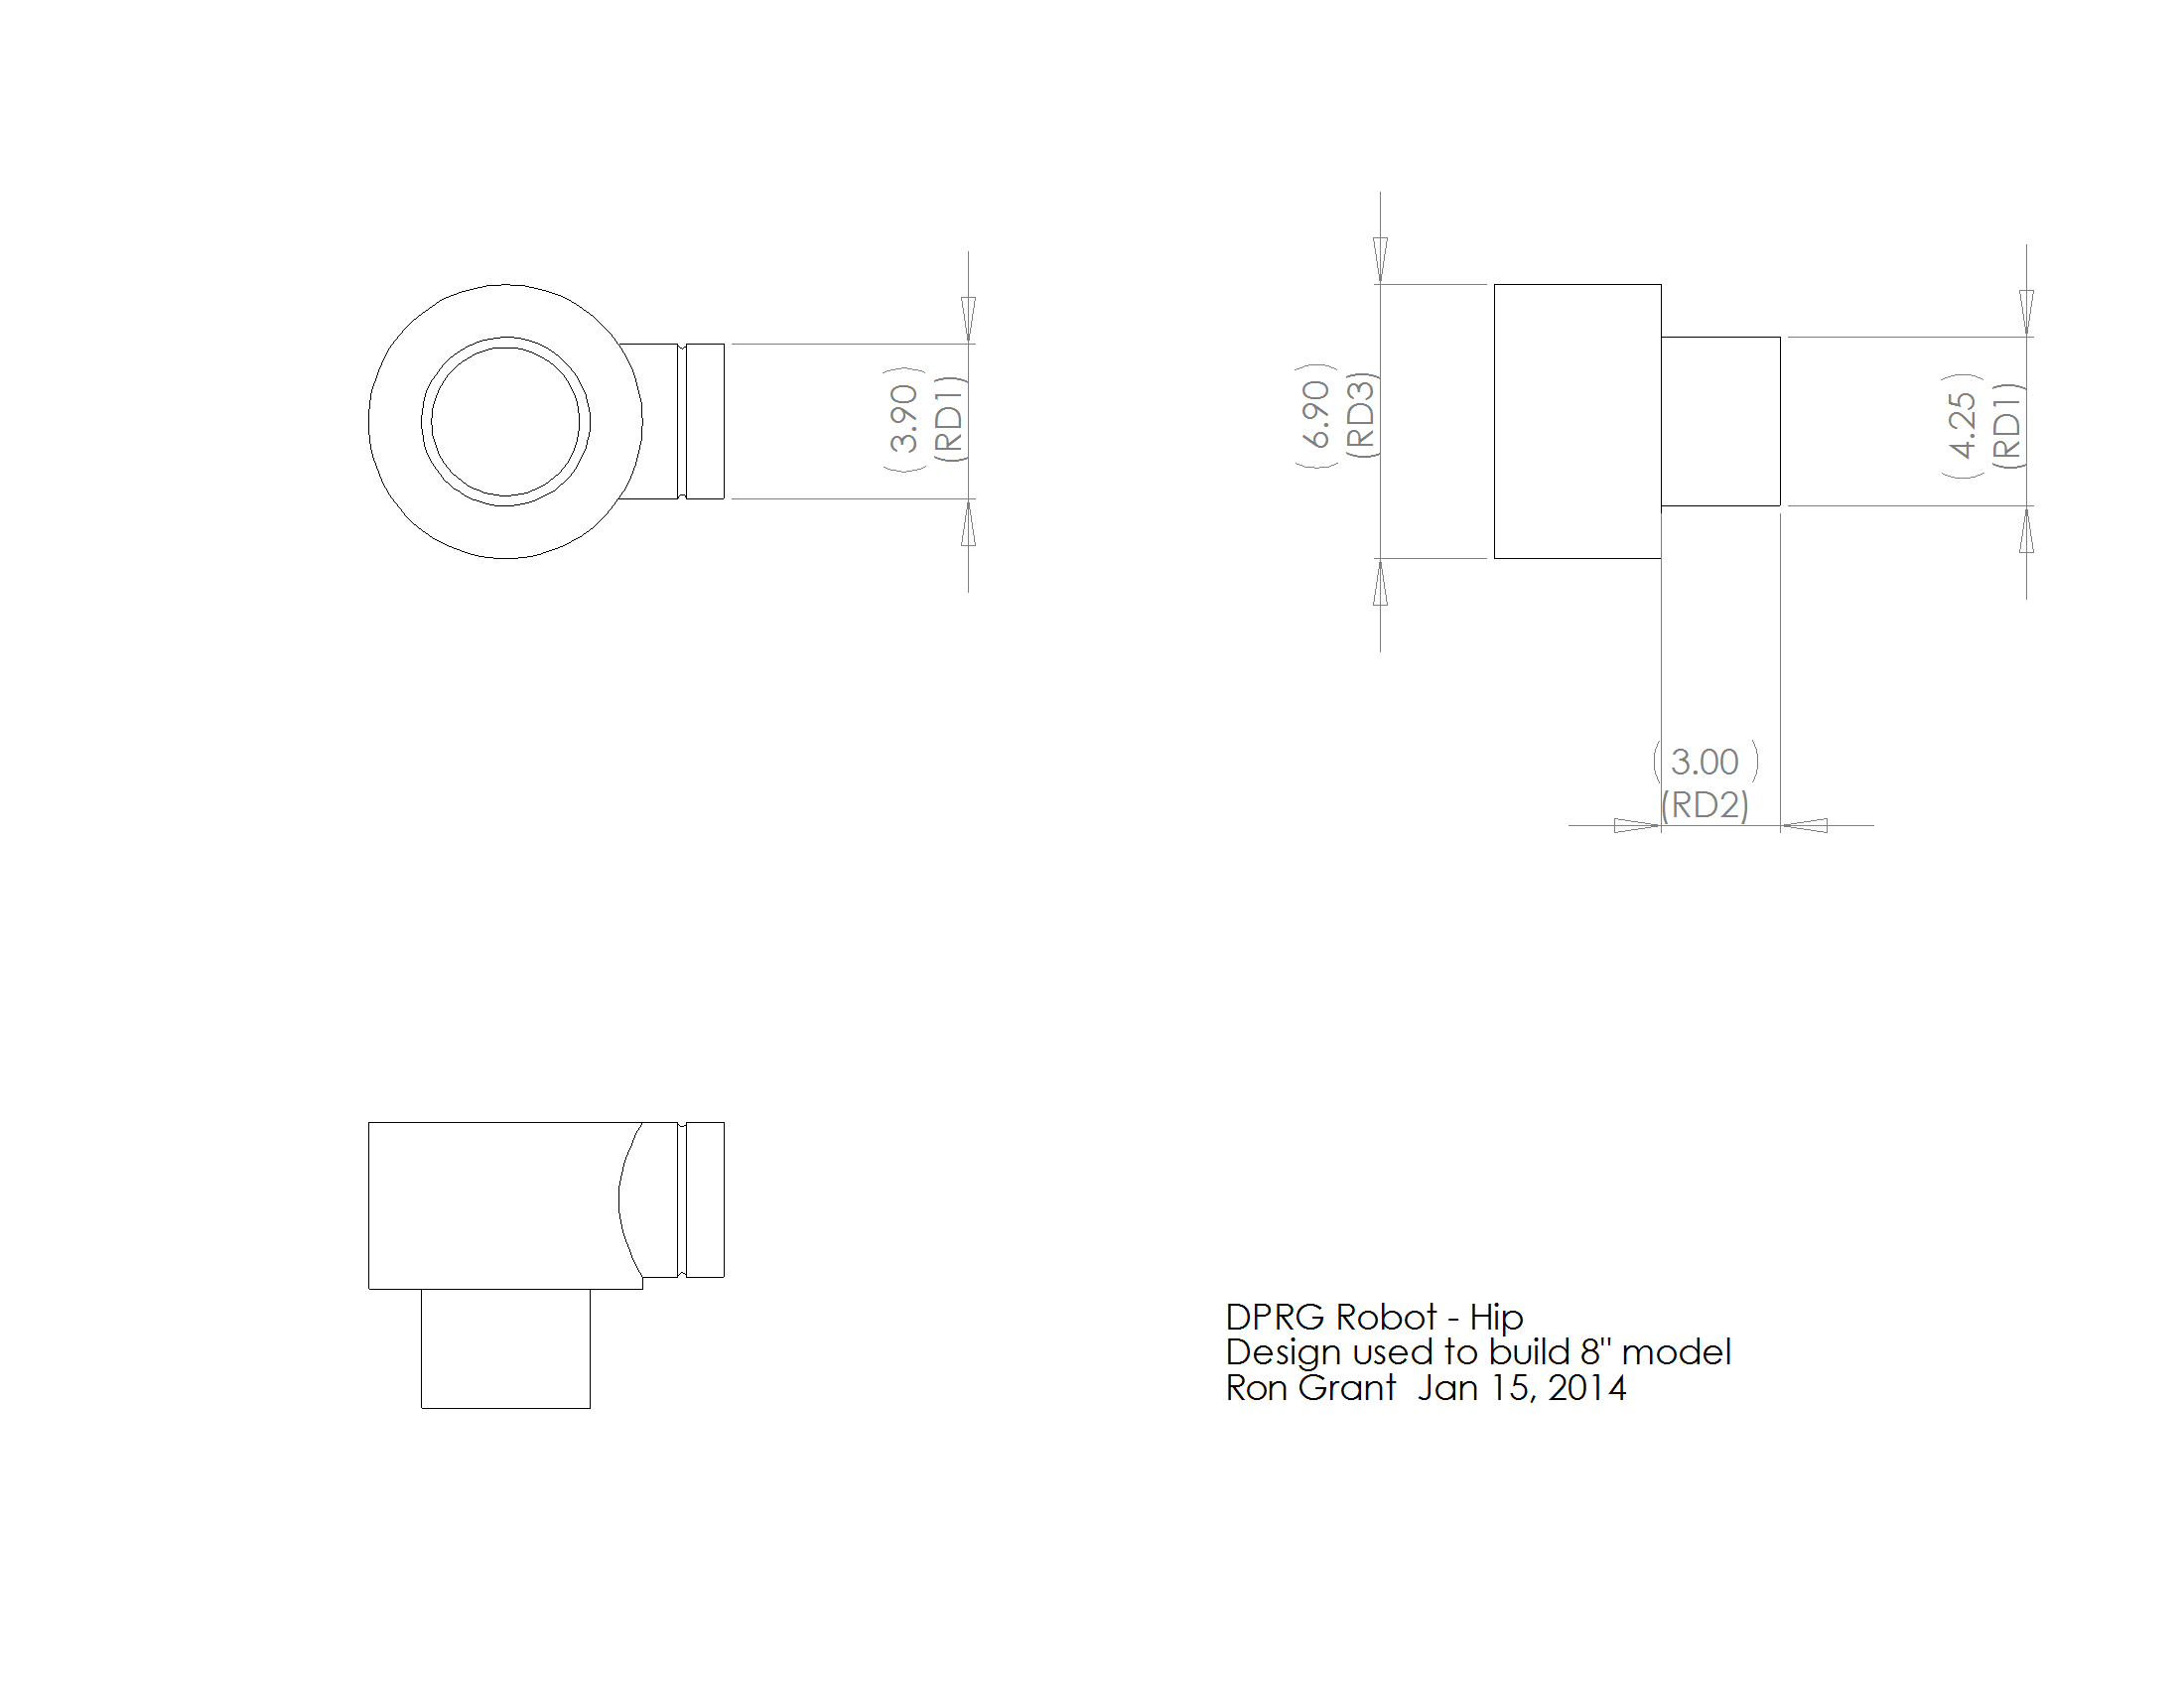 ( 3.90 )
(RD1)
( 6.90 )
(RD3)
( 4.25 )
(RD1)
( 3.00 )
(RD2)
DPRG Robot - Hip
Design used to build 8" model
Ron Grant  Jan 15, 2014